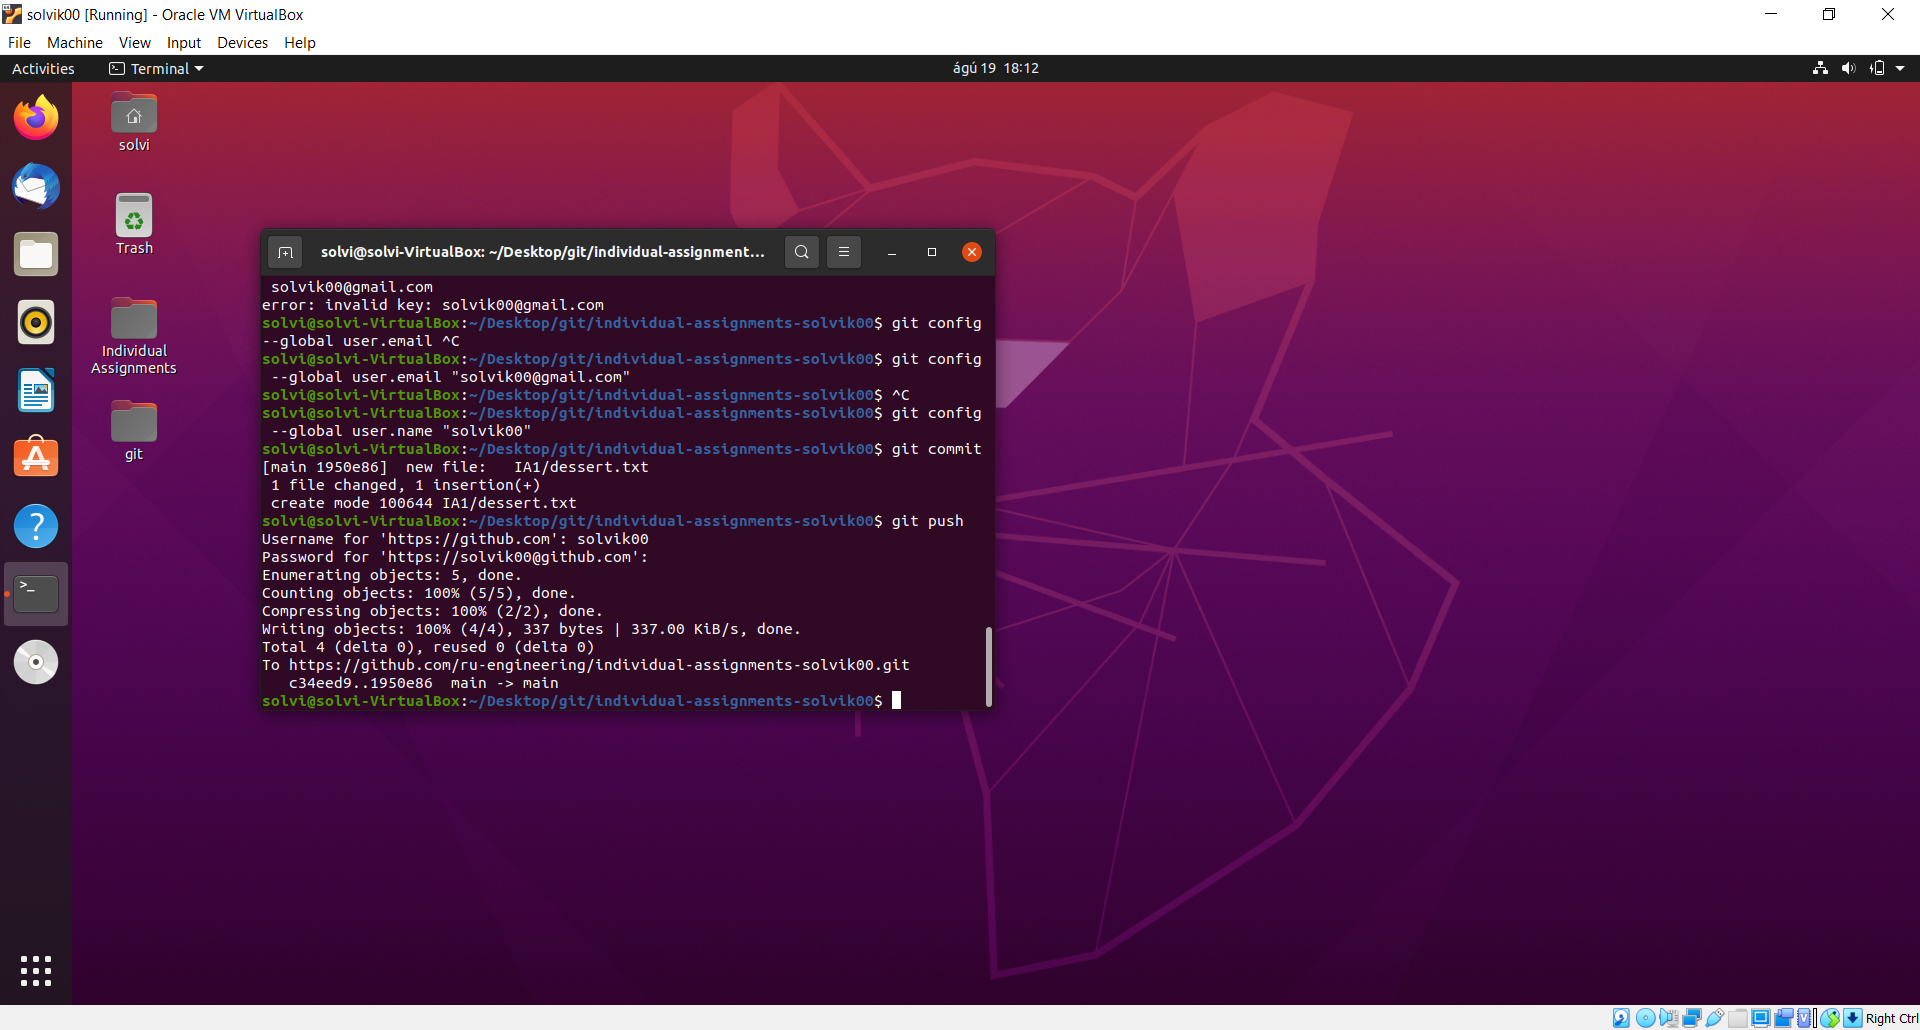 solvik00 [Running] - Oracle VM VirtualBox
File Machine View Input Devices Help
Activities Terminal ágú 19 18:12
solvi
Trash
Individual
Assignments
git
solvi@solvi-VirtualBox: ~/Desktop/git/individual-assignment...
 solvik00@gmail.com
error: invalid key: solvik00@gmail.com
solvi@solvi-VirtualBox:~/Desktop/git/individual-assignments-solvik00$ git config
--global user.email ^C
solvi@solvi-VirtualBox:~/Desktop/git/individual-assignments-solvik00$ git config
 --global user.email "solvik00@gmail.com"
solvi@solvi-VirtualBox:~/Desktop/git/individual-assignments-solvik00$ ^C
solvi@solvi-VirtualBox:~/Desktop/git/individual-assignments-solvik00$ git config
 --global user.name "solvik00"
solvi@solvi-VirtualBox:~/Desktop/git/individual-assignments-solvik00$ git commit
[main 1950e86]  new file:   IA1/dessert.txt
 1 file changed, 1 insertion(+)
 create mode 100644 IA1/dessert.txt
solvi@solvi-VirtualBox:~/Desktop/git/individual-assignments-solvik00$ git push
Username for 'https://github.com': solvik00
Password for 'https://solvik00@github.com':
Enumerating objects: 5, done.
Counting objects: 100% (5/5), done.
Compressing objects: 100% (2/2), done.
Writing objects: 100% (4/4), 337 bytes | 337.00 KiB/s, done.
Total 4 (delta 0), reused 0 (delta 0)
To https://github.com/ru-engineering/individual-assignments-solvik00.git
   c34eed9..1950e86  main -> main
solvi@solvi-VirtualBox:~/Desktop/git/individual-assignments-solvik00$
Right Ctrl